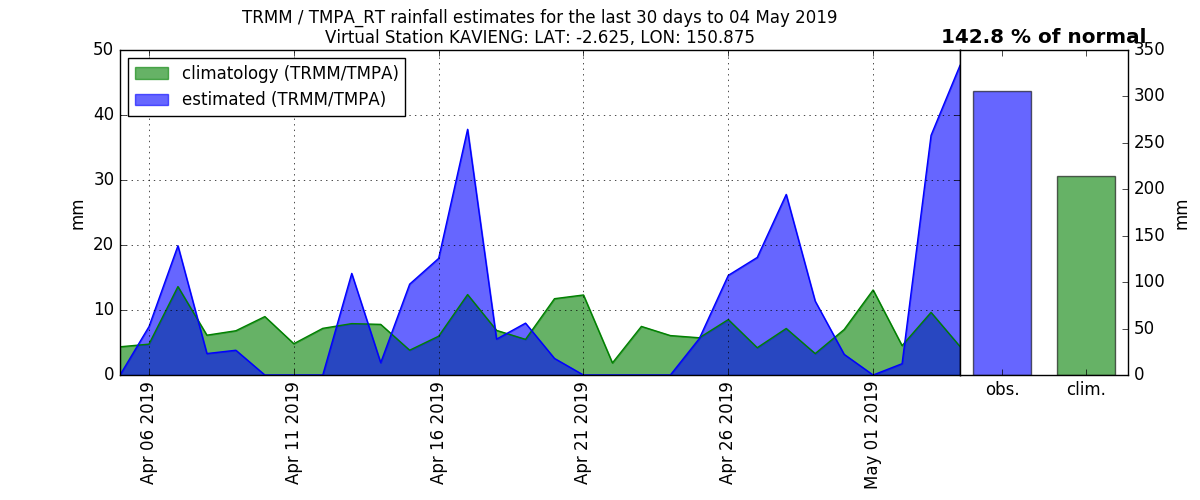 TRMM / TMPA_RT rainfall estimates for the last 30 days to 04 May 2019
Virtual Station KAVIENG: LAT: -2.625, LON: 150.875
142.8 % of normal
climatology (TRMM/TMPA)
estimated (TRMM/TMPA)
50
40
30
20
10
0
mm
350
300
250
200
150
100
50
0
mm
Apr 06 2019
Apr 11 2019
Apr 16 2019
Apr 21 2019
Apr 26 2019
May 01 2019
obs.
clim.